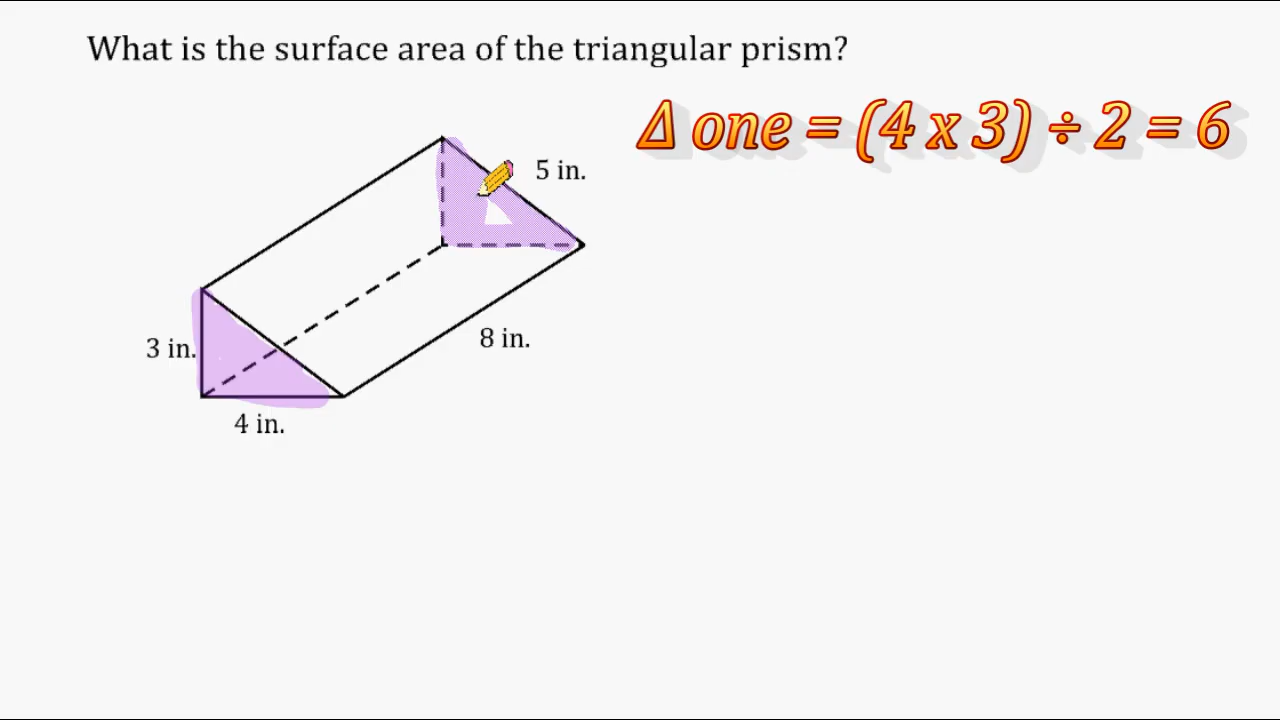 What is the surface area of the triangular prism?
Δ one = (4 x 3) ÷ 2 = 6
5 in.
8 in.
3 in.
4 in.